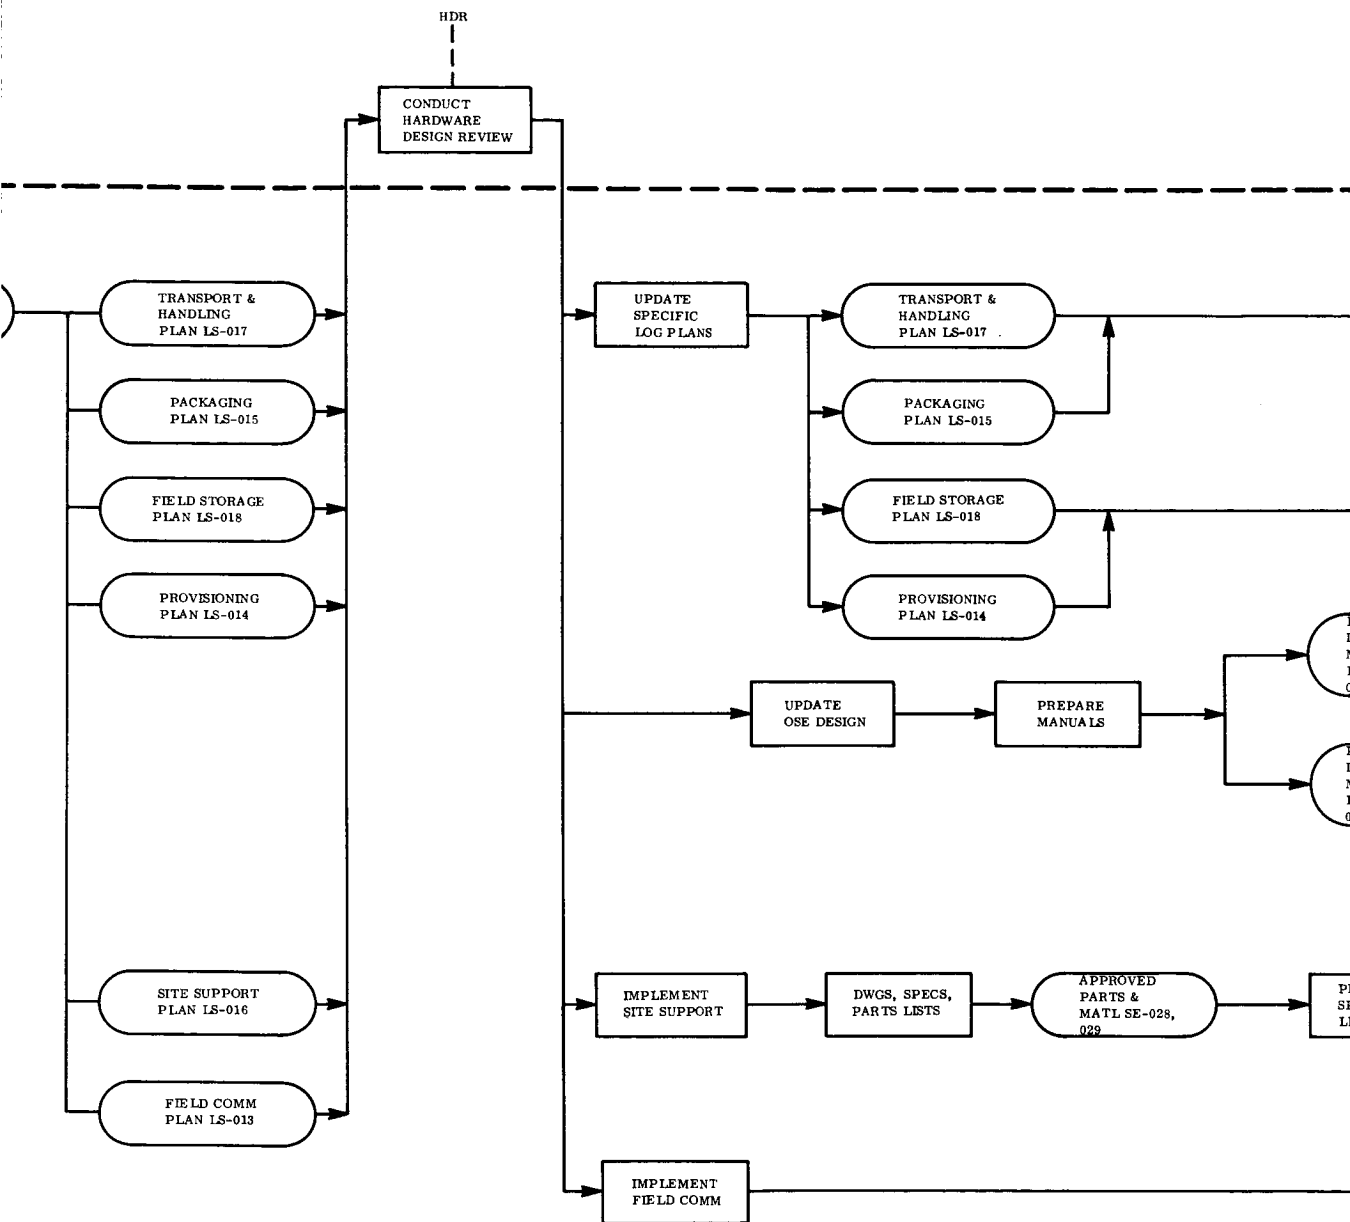 HDR
CONDUCT
HARDWARE
DESIGN REVIEW
TRANSPORT &
HANDLING
PLAN LS-017
PACKAGING
PLAN LS-015
FIELD STORAGE
PLAN LS-018
PROVISIONING
PLAN LS-014
SITE SUPPORT
PLAN LS-016
FIELD COMM
PLAN LS-013
UPDATE
SPECIFIC
LOG PLANS
TRANSPORT &
HANDLING
PLAN LS-017
PACKAGING
PLAN LS-015
FIELD STORAGE
PLAN LS-018
PROVISIONING
PLAN LS-014
UPDATE
OSE DESIGN
PREPARE
MANUALS
IMPLEMENT
SITE SUPPORT
DWGS, SPECS,
PARTS LISTS
APPROVED
PARTS &
MATL SE-028,
029
IMPLEMENT
FIELD COMM